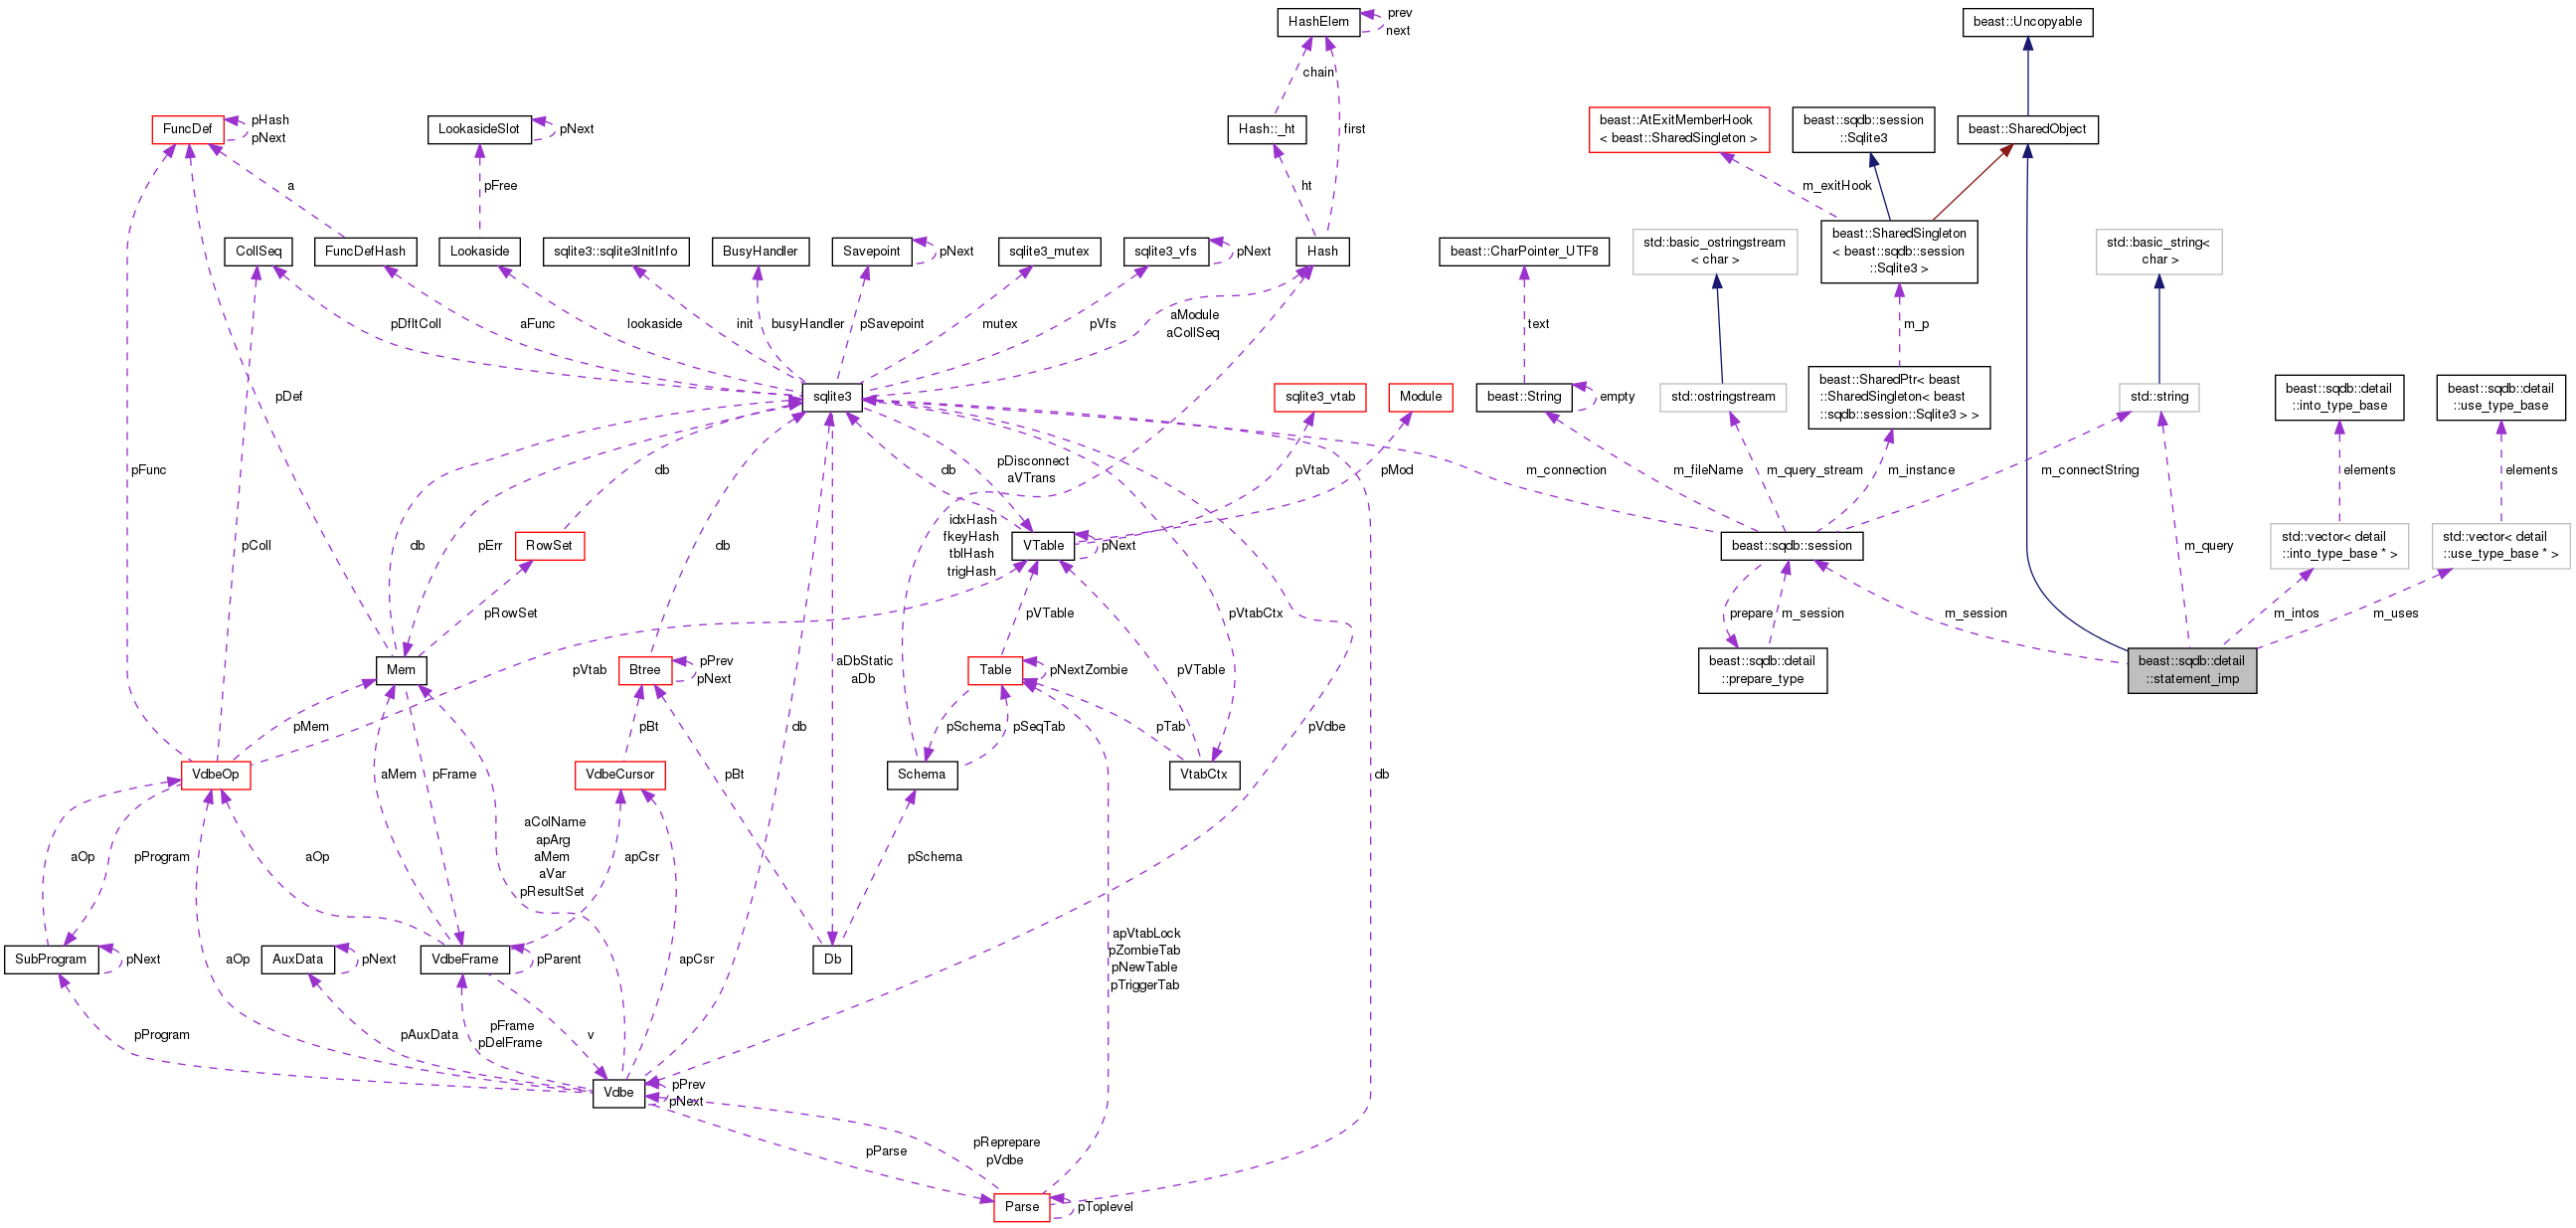 HashElem
prev
next
beast::Uncopyable
chain
FuncDef
pHash
pNext
LookasideSlot
pNext
Hash::_ht
first
beast::AtExitMemberHook
< beast::SharedSingleton >
beast::sqdb::session
::Sqlite3
beast::SharedObject
a
pFree
ht
m_exitHook
CollSeq
FuncDefHash
Lookaside
sqlite3::sqlite3InitInfo
BusyHandler
Savepoint
pNext
sqlite3_mutex
sqlite3_vfs
pNext
Hash
beast::CharPointer_UTF8
std::basic_ostringstream
< char >
beast::SharedSingleton
< beast::sqdb::session
::Sqlite3 >
std::basic_string<
char >
pDfltColl
aFunc
lookaside
init
busyHandler
pSavepoint
mutex
pVfs
aModule
aCollSeq
text
m_p
pDef
sqlite3
sqlite3_vtab
Module
beast::String
empty
std::ostringstream
beast::SharedPtr< beast
::SharedSingleton< beast
::sqdb::session::Sqlite3 > >
std::string
beast::sqdb::detail
::into_type_base
beast::sqdb::detail
::use_type_base
pFunc
db
pDisconnect
aVTrans
db
pVtab
pMod
m_connection
m_fileName
m_query_stream
m_instance
m_connectString
elements
elements
pColl
db
pErr
RowSet
db
idxHash
fkeyHash
tblHash
trigHash
VTable
pNext
beast::sqdb::session
m_query
std::vector< detail
::into_type_base * >
std::vector< detail
::use_type_base * >
pRowSet
pVTable
pVtabCtx
prepare
m_session
m_session
m_intos
m_uses
Mem
pVtab
Btree
pPrev
pNext
aDbStatic
aDb
Table
pNextZombie
pVTable
beast::sqdb::detail
::prepare_type
beast::sqdb::detail
::statement_imp
pMem
pBt
db
pSchema
pSeqTab
pTab
pVdbe
VdbeOp
aMem
pFrame
VdbeCursor
pBt
Schema
VtabCtx
db
aOp
pProgram
aOp
aColName
apArg
aMem
aVar
pResultSet
apCsr
pSchema
SubProgram
pNext
aOp
AuxData
pNext
VdbeFrame
pParent
apCsr
Db
apVtabLock
pZombieTab
pNewTable
pTriggerTab
pProgram
pAuxData
pFrame
pDelFrame
v
Vdbe
pPrev
pNext
pParse
pReprepare
pVdbe
Parse
pToplevel